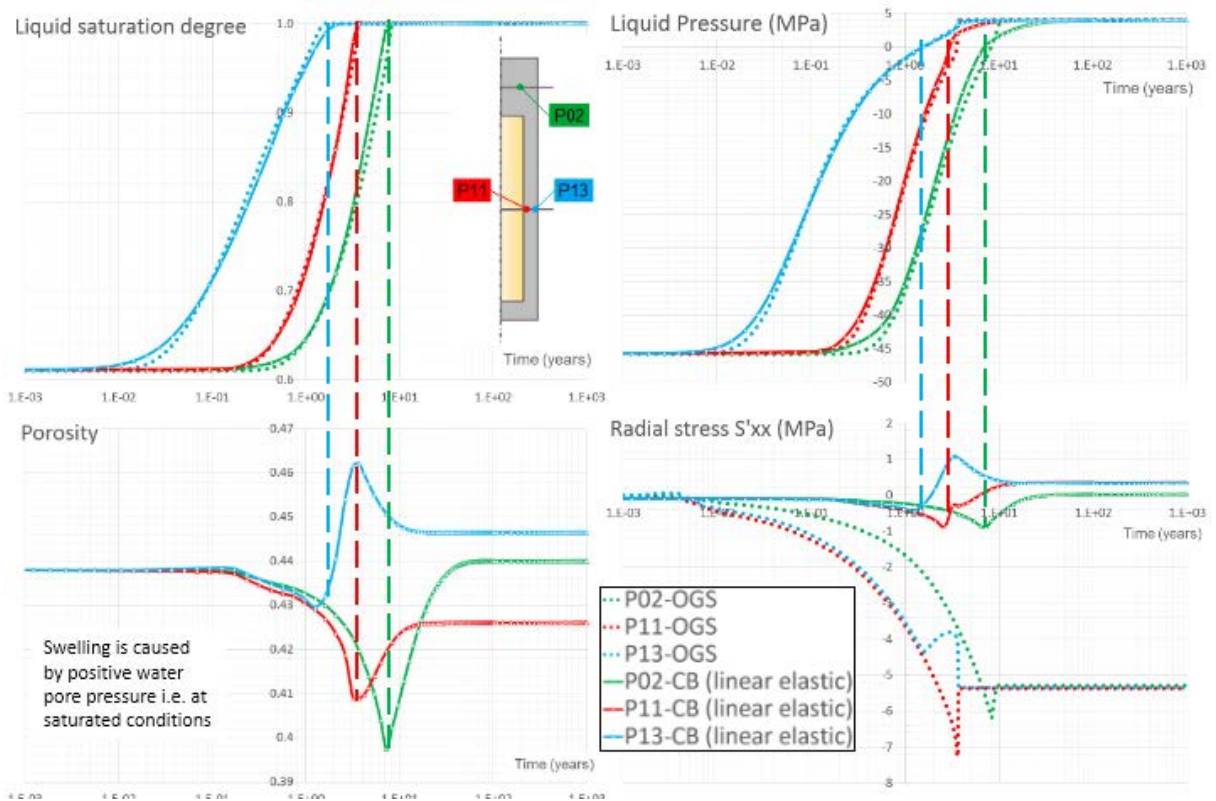 Liquid saturation degree
1.0
0.9
0.8
0.7
0.6
P02
P11
P13
Time (years)
1.E-03
1.E-02
1.E-01
1.E+00
1.E+01
1.E+02
1.E+03
Liquid Pressure (MPa)
5
0
-5
-10
-15
-20
-25
-30
-35
-40
-45
-50
1.E-03
1.E-02
1.E-01
1.E+00
1.E+01
1.E+02
1.E+03
Time (years)
Porosity
0.47
0.46
0.45
0.44
0.43
0.42
0.41
0.4
0.39
Swelling is caused
by positive water
pore pressure i.e. at
saturated conditions
Time (years)
Radial stress S'xx (MPa)
2
1
0
-1
-2
-4
-5
-6
-7
-8
1.E-03
1.E-02
1.E-01
1.E+00
1.E+01
1.E+02
1.E+03
Time (years)
P02-OGS
P11-OGS
P13-OGS
P02-CB (linear elastic)
P11-CB (linear elastic)
P13-CB (linear elastic)